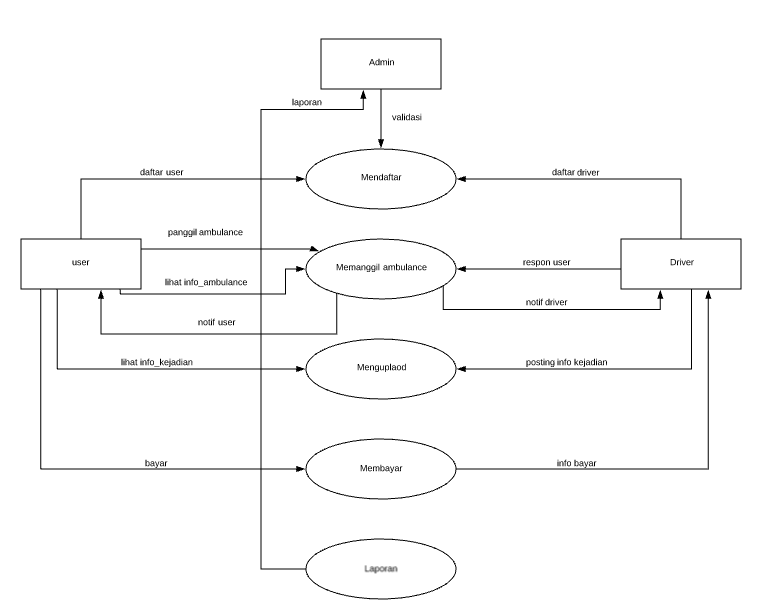 Admin
laporan
validasi
daftar user
Mendaftar
daftar driver
panggil ambulance
user
Memanggil ambulance
respon user
Driver
lihat info_ambulance
notif driver
notif user
lihat info_kejadian
Menguplaod
posting info kejadian
bayar
Membayar
info bayar
Laporan